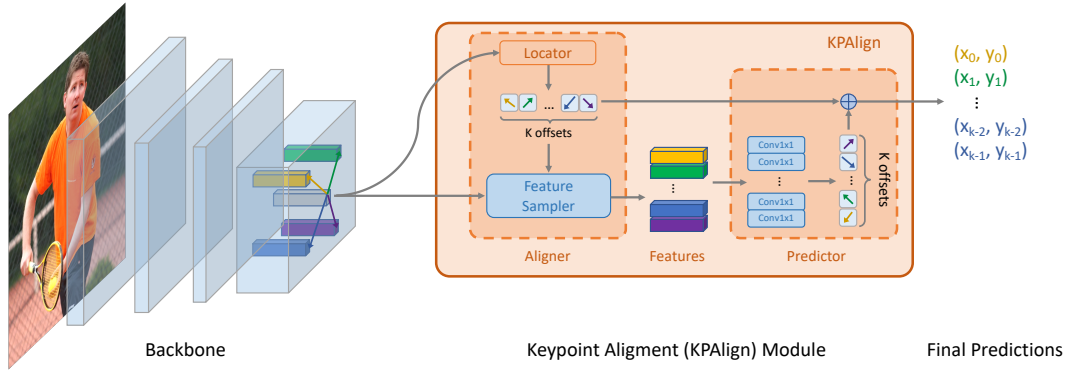 KPAlign
Locator
...
K offsets
Feature
Sampler
Aligner
...
Features
Conv1x1
Conv1x1
...
Conv1x1
Conv1x1
...
K offsets
Predictor
(x0, y0)
(x1, y1)
...
(xk-2, yk-2)
(xk-1, yk-1)
Backbone
Keypoint Aligment (KPAlign) Module
Final Predictions